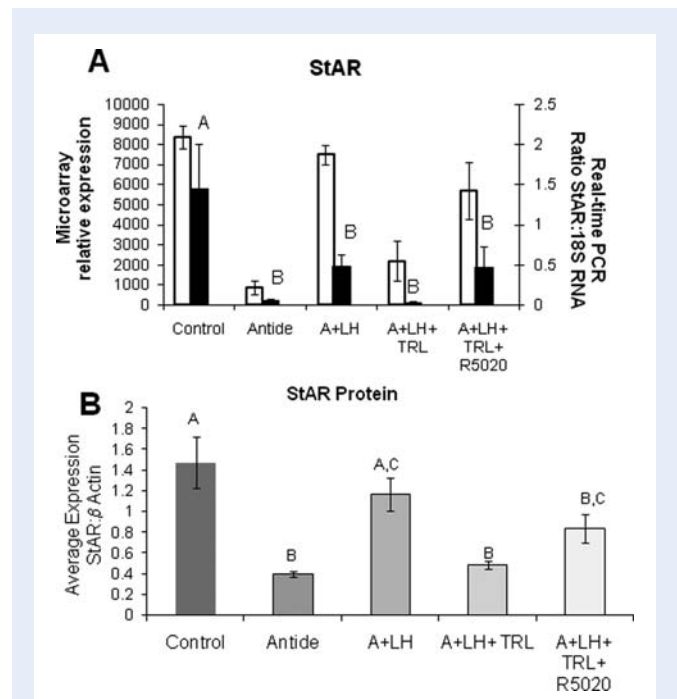 A
StAR
10000
9000
8000
7000
6000
5000
4000
3000
2000
1000
0
Microarray
relative expression
2.5
2
1.5
1
0.5
0
Real-time PCR
Ratio StAR:18S RNA
A
B
B
B
B
Control Antide A+LH A+LH+ A+LH+
TRL TRL+
R5020
B
StAR Protein
2
1.8
1.6
1.4
1.2
1
0.8
0.6
0.4
0.2
0
Average Expression
StAR:β Actin
A
B
A,C
B
B,C
Control Antide A+LH A+LH+ TRL A+LH+
TRL+
R5020